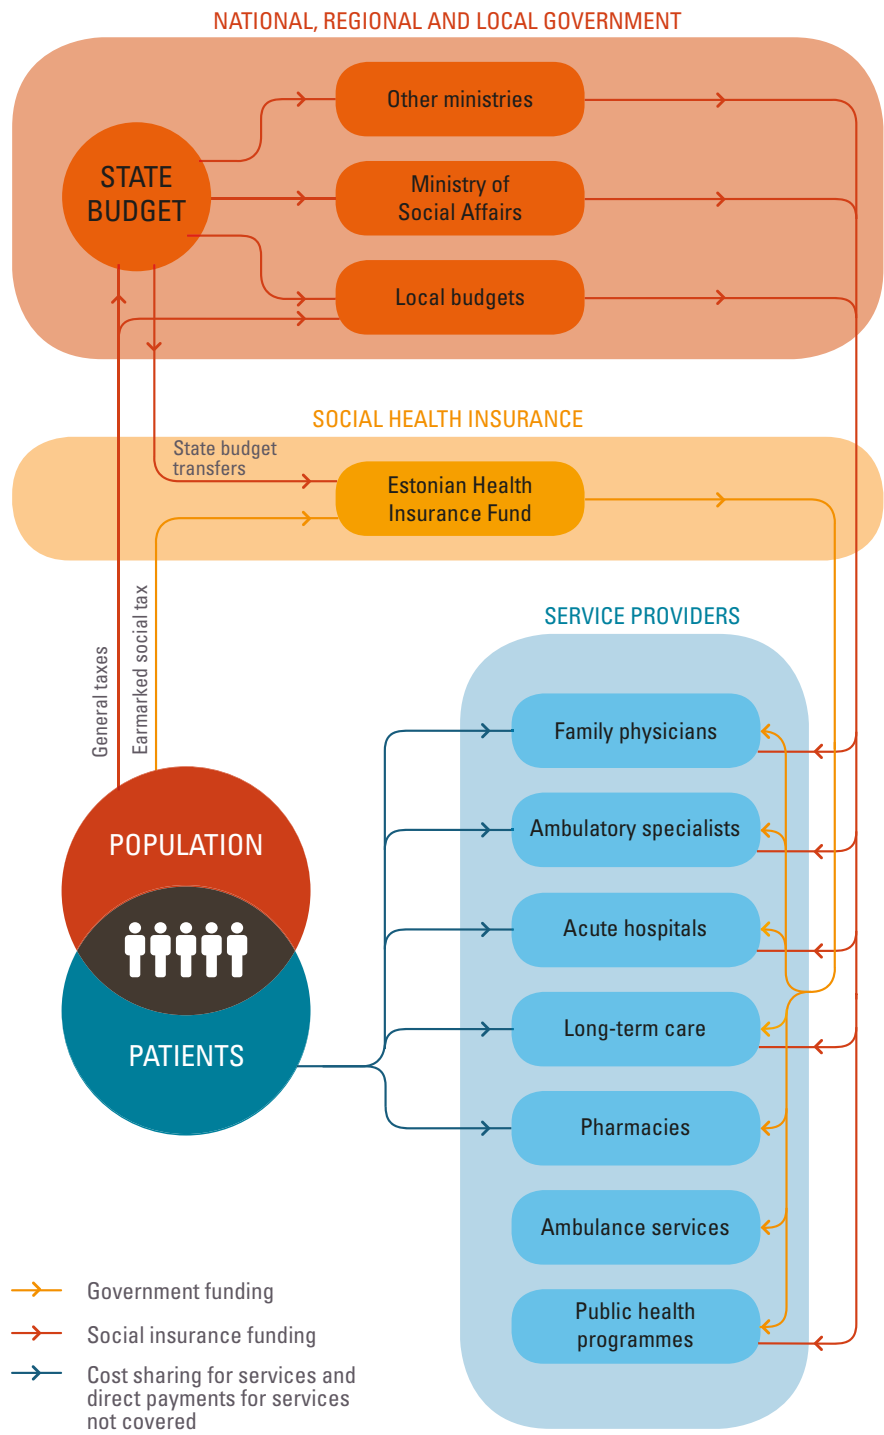 NATIONAL, REGIONAL AND LOCAL GOVERNMENT
Other ministries
STATE
BUDGET
Ministry of
Social Affairs
Local budgets
SOCIAL HEALTH INSURANCE
State budget
transfers
Estonian Health
Insurance Fund
General taxes
Earmarked social tax
SERVICE PROVIDERS
Family physicians
Ambulatory specialists
Acute hospitals
Long-term care
Pharmacies
Ambulance services
Public health
programmes
POPULATION
PATIENTS
Government funding
Social insurance funding
Cost sharing for services and
direct payments for services
not covered